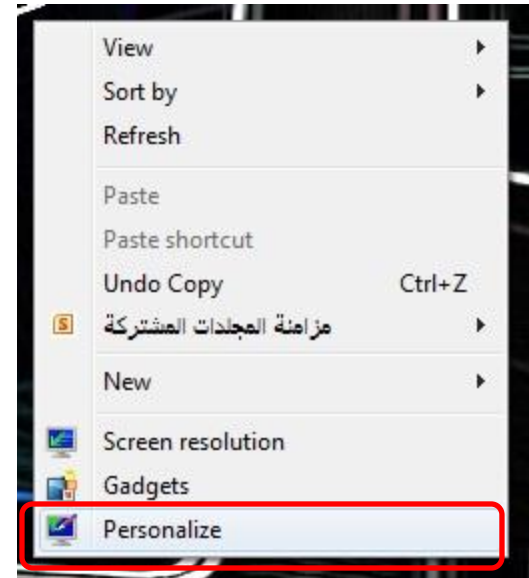 View
Sort by
Refresh
Paste
Paste shortcut
Undo Copy Ctrl+Z
مزامنة المجلدات المشتركة
New
Screen resolution
Gadgets
Personalize